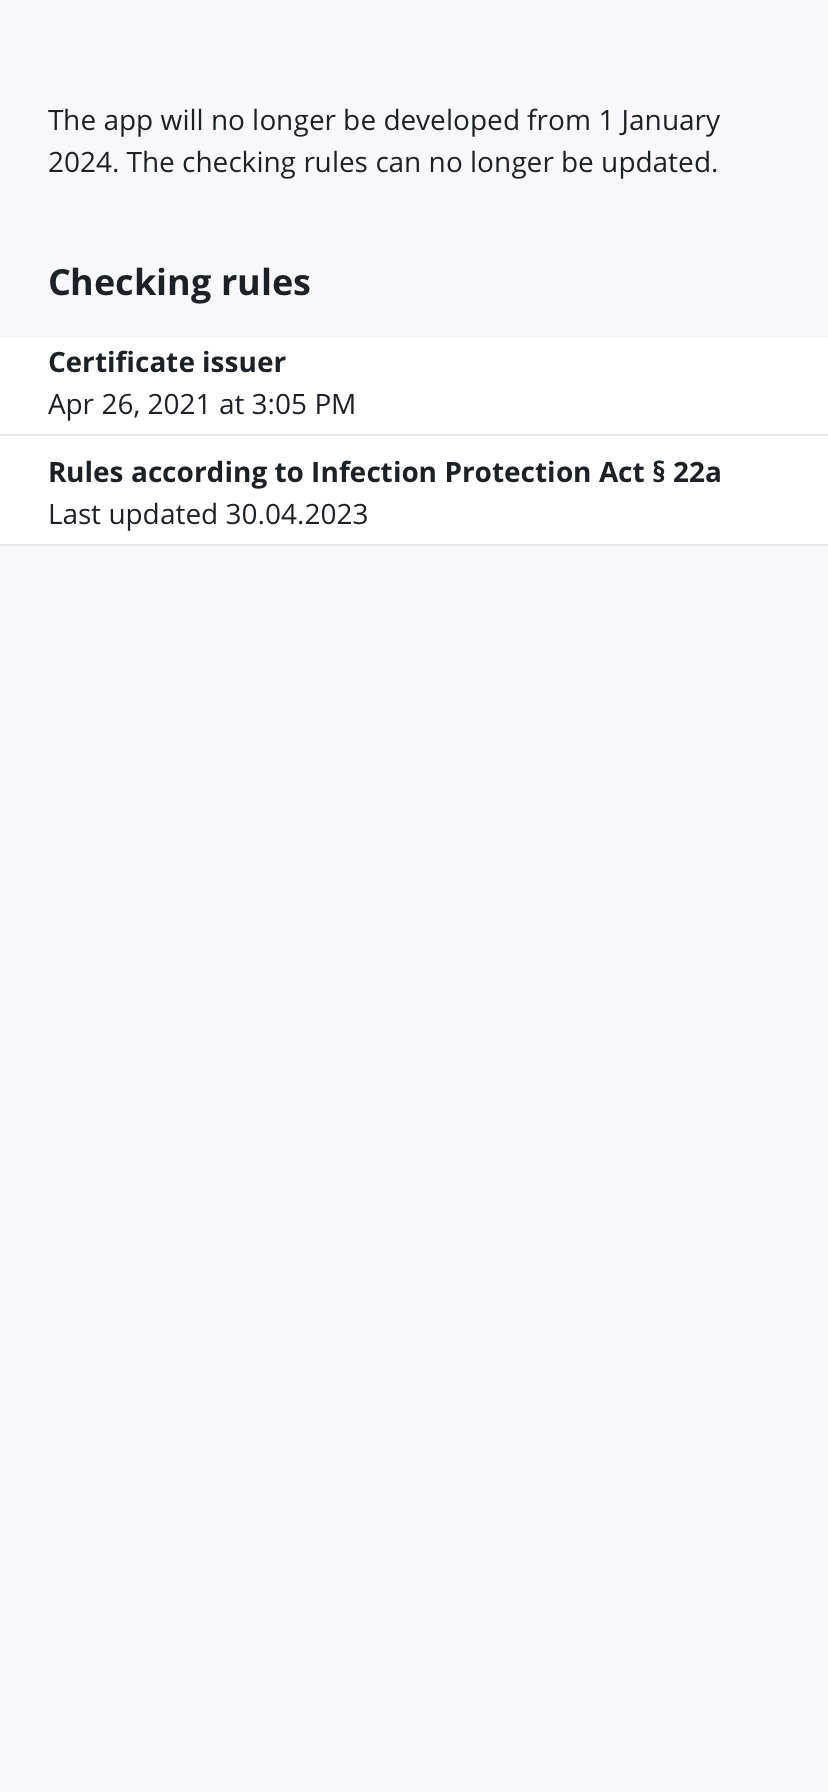 The app will no longer be developed from 1 January
2024. The checking rules can no longer be updated.
Checking rules
Certificate issuer
Apr 26, 2021 at 3:05 PM
Rules according to Infection Protection Act § 22a
Last updated 30.04.2023